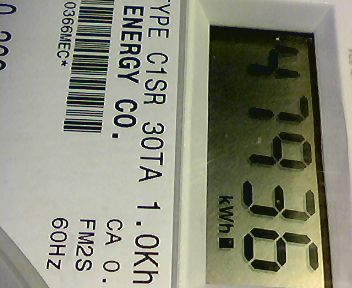 47936
kWh
TYPE C1SR 30TA 1.0Kh
ENERGY CO.
CA 0.
FM2S
60HZ
0366MEC*